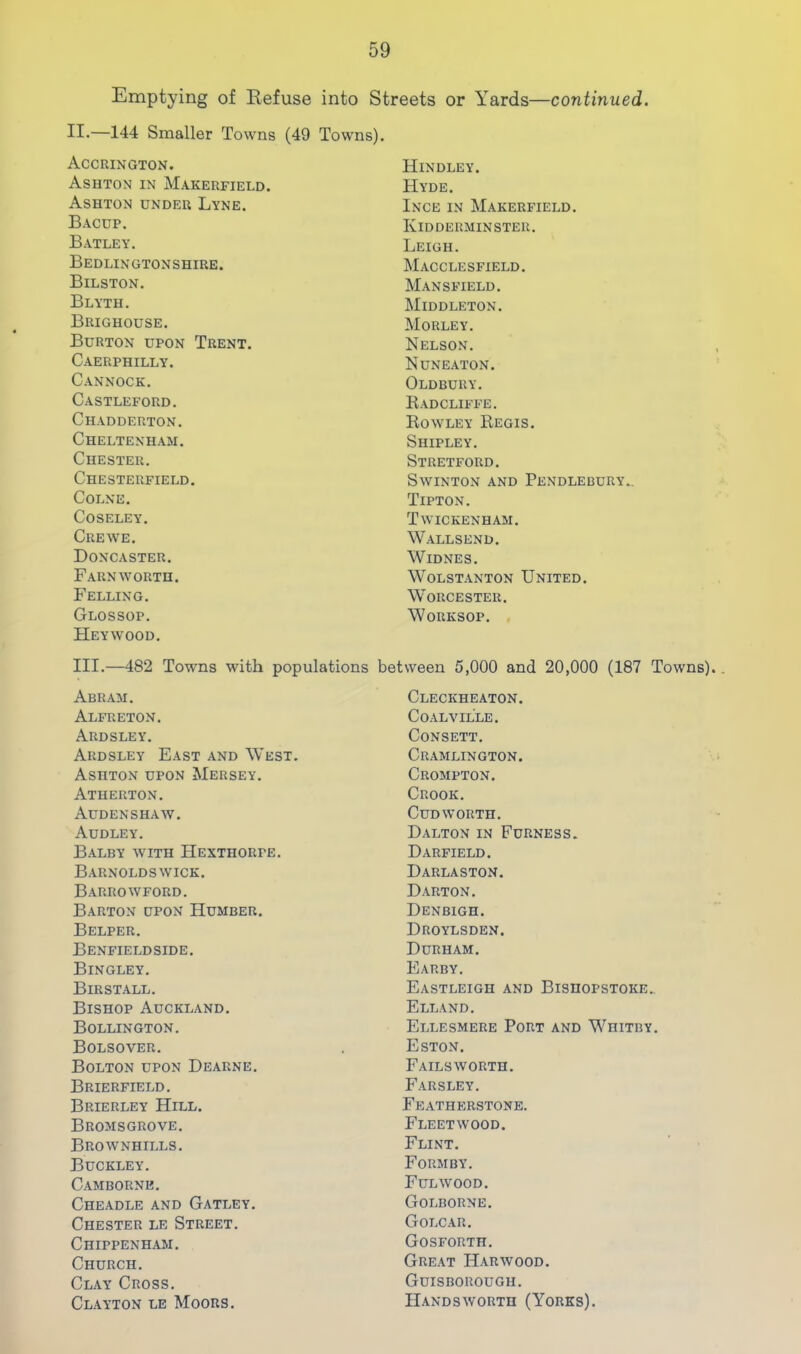 59
Emptying of Refuse into Streets or Yards—continued.
II.—144 Smaller Towns (49 Towns).
Accrington.
Ashton in Makerfield.
Ashton under Lyne.
Bacup.
Batley.
Bedlingtonshire.
Bilston.
Blyth.
Brighouse.
Burton upon Trent.
Caerphilly.
Cannock.
Castleford.
Chadderton.
Cheltenham.
Chester.
Chesterfield.
Colne.
Coseley.
Crewe.
Doncaster.
Farnworth.
Felling.
Glossop.
Heywood.
Hindley.
Hyde.
Ince in Makerfield.
Kidderminster.
Leigh.
Macclesfield.
Mansfield.
Middleton.
Morley.
Nelson.
Nuneaton.
Oldbury.
Radcliffe.
Rowley Regis.
Shipley.
Stretford.
Swinton and Pendlebury.
Tipton.
Twickenham.
Wallsend.
Widnes.
Wolstanton United.
Worcester.
Worksop.
III.—482 Towns with populations between 5,000 and 20,000 (187 Towns).
Abram.
Alfreton.
Ardsley.
Ardsley East and West.
Ashton upon Mersey.
Atherton.
Audenshaw.
Audley.
Balby with Hexthorpe.
Barnoldswick.
Barrowford.
Barton upon Humber.
Belper.
Benfieldside.
Bingley.
Birstall.
Bishop Auckland.
Bollington.
Bolsover.
Bolton upon Dearne.
Brierfield.
Brierley Hill.
Bromsgrove.
Brownhills.
Buckley.
Camborne.
Cheadle and Gatley.
Chester le Street.
Chippenham.
Church.
Clay Cross.
Clayton le Moors.
Cleckheaton.
Coalville.
Consett.
Cramlington.
Crompton.
Crook.
Cudworth.
Dalton in Furness.
Darfield.
Darlaston.
Darton.
Denbigh.
Droylsden.
Durham.
Earby.
Eastleigh and Bishopstoke.
Elland.
Ellesmere Port and Whitby.
Eston.
Failsworth.
Farsley.
Featherstone.
Fleetwood.
Flint.
Formby.
Fulwood.
Golborne.
Golcar.
Gosforth.
Great Harwood.
Guisborough.
Handsworth (Yorks).